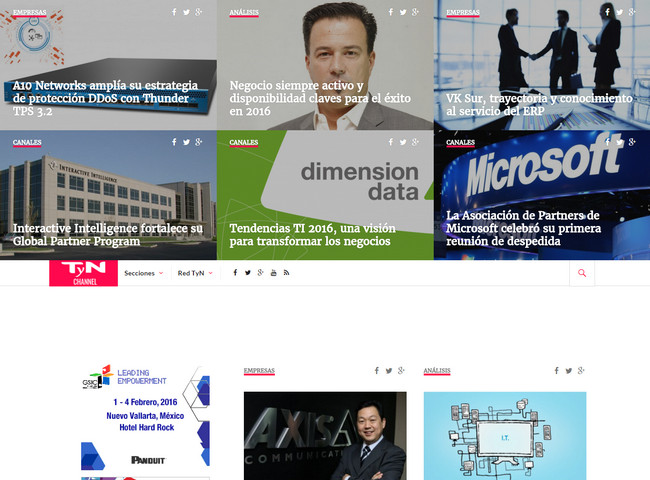 EMPRESAS
A10 Networks amplía su estrategia
de protección DDoS con Thunder
TPS 3.2
ANÁLISIS
Negocio siempre activo y
disponibilidad claves para el éxito
en 2016
EMPRESAS
VK Sur, trayectoria y conocimiento
al servicio del ERP
CANALES
INTERACTIVE INTELLIGENCE
Interactive Intelligence fortalece su
Global Partner Program
CANALES
dimension
data
Tendencias TI 2016, una visión
para transformar los negocios
CANALES
Microsoft
La Asociación de Partners de
Microsoft celebró su primera
reunión de despedida
TyN
CHANNEL
Secciones
Red TyN
GSIC
LEADING
EMPOWERMENT
1 - 4 Febrero, 2016
Nuevo Vallarta, México
Hotel Hard Rock
PANDUIT
EMPRESAS
AXIS
COMMUNICATIONS
ANÁLISIS
I.T.